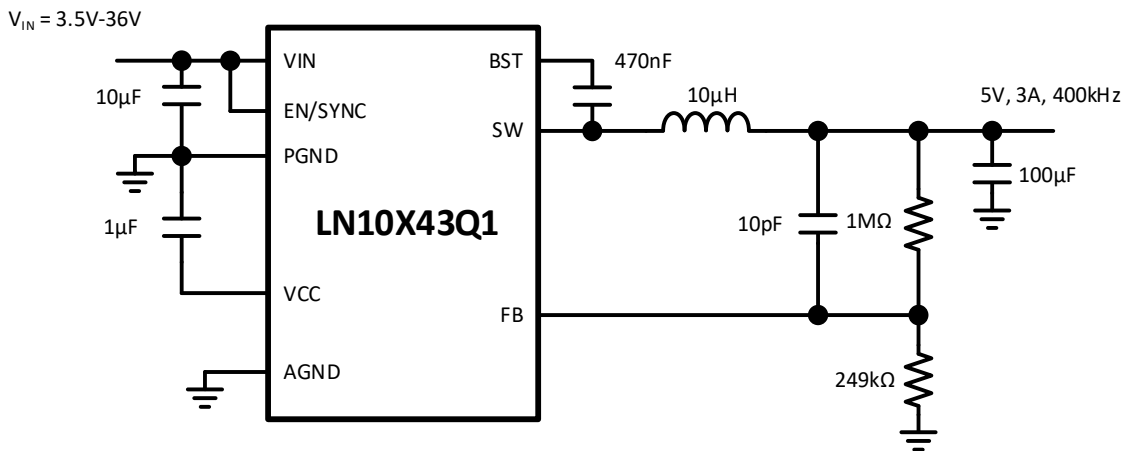 V_IN = 3.5V-36V
VIN
BST
470nF
10µF
EN/SYNC
10µH
5V, 3A, 400kHz
SW
PGND
100µF
1µF
LN10X43Q1
10pF
1MΩ
VCC
FB
AGND
249kΩ